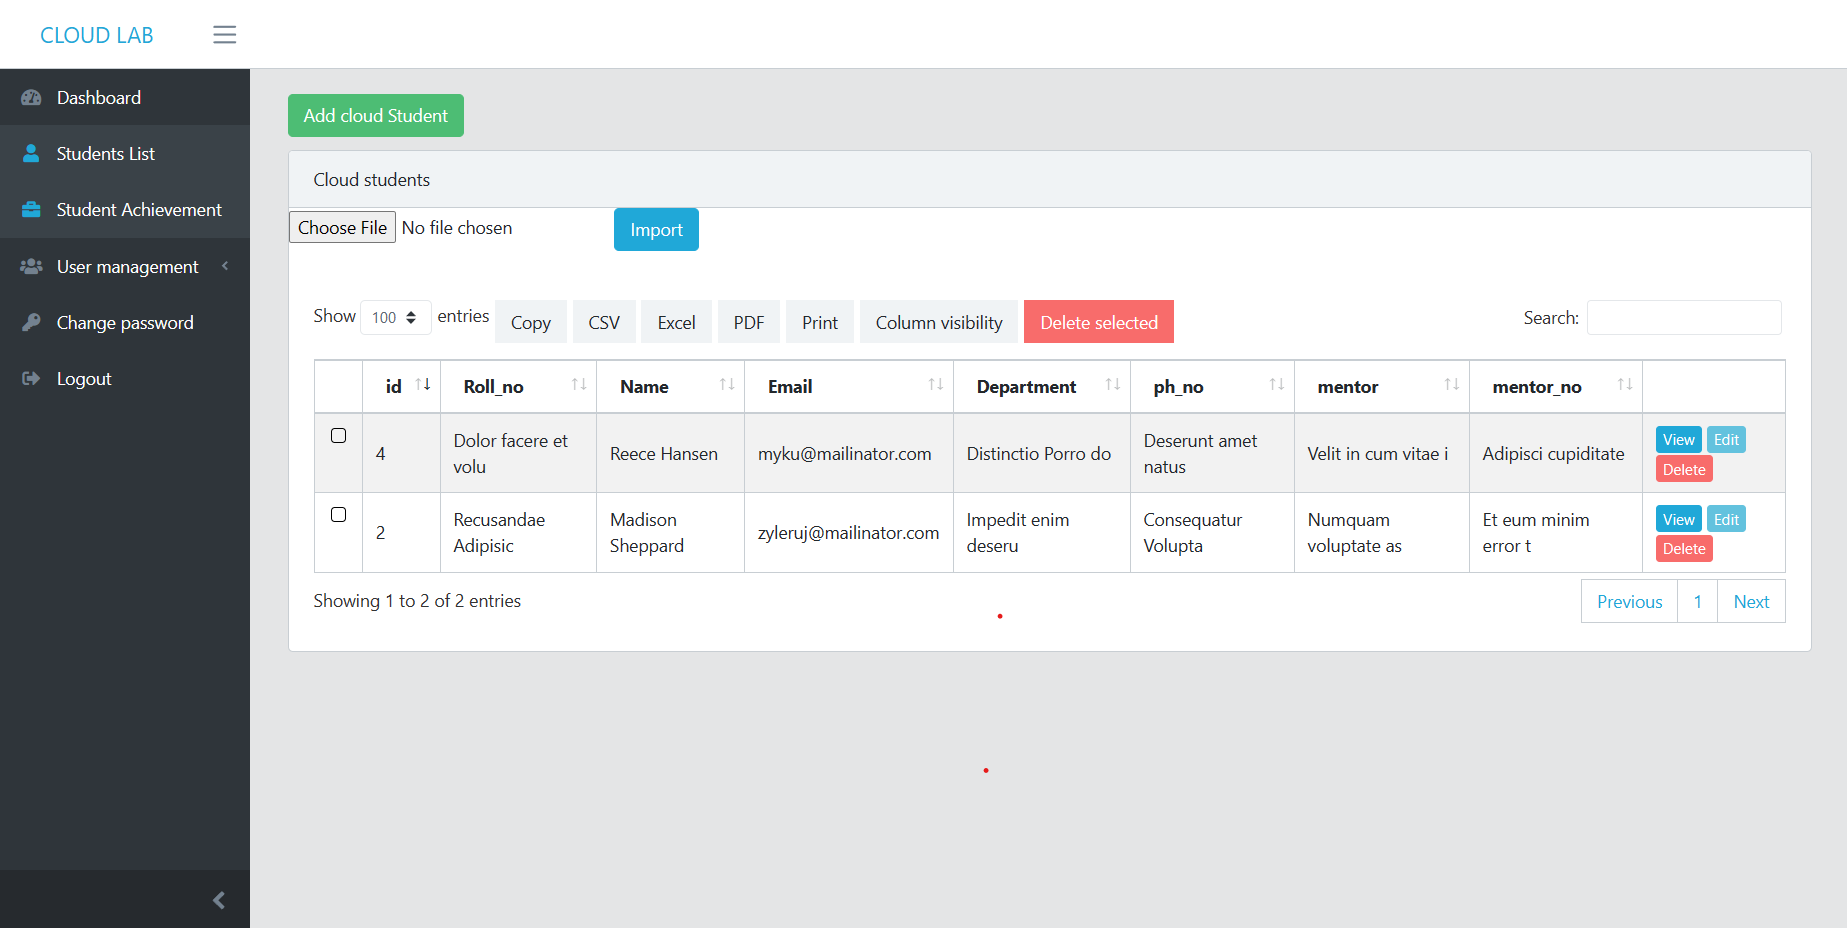 CLOUD LAB
Dashboard
Students List
Student Achievement
User management
Change password
Logout
Add cloud Student
Cloud students
Choose File No file chosen Import
Show 100 entries Copy CSV Excel PDF Print Column visibility Delete selected Search:
id Roll_no Name Email Department ph_no mentor mentor_no
4 Dolor facere et volu Reece Hansen myku@mailinator.com Distinctio Porro do Deserunt amet natus Velit in cum vitae i Adipisci cupiditate View Edit Delete
2 Recusandae Adipisic Madison Sheppard zyleruj@mailinator.com Impedit enim deseru Consequatur Volupta Numquam voluptate as Et eum minim error t View Edit Delete
Showing 1 to 2 of 2 entries Previous 1 Next